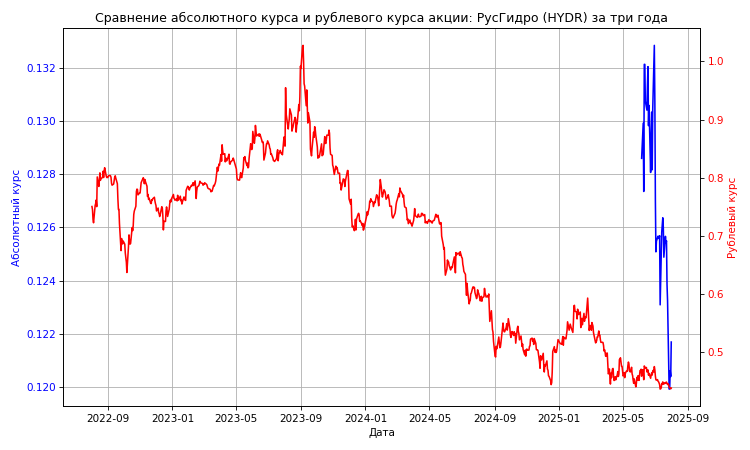 Сравнение абсолютного курса и рублевого курса акции: РусГидро (HYDR) за три года
0.132
0.130
0.128
0.126
0.124
0.122
0.120
Абсолютный курс
1.0
0.9
0.8
0.7
0.6
0.5
Рублевый курс
2022-09 2023-01 2023-05 2023-09 2024-01 2024-05 2024-09 2025-01 2025-05 2025-09
Дата